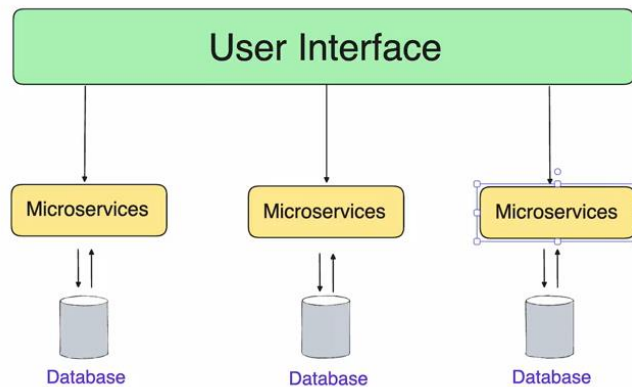 User Interface
Microservices
Microservices
Microservices
Database
Database
Database